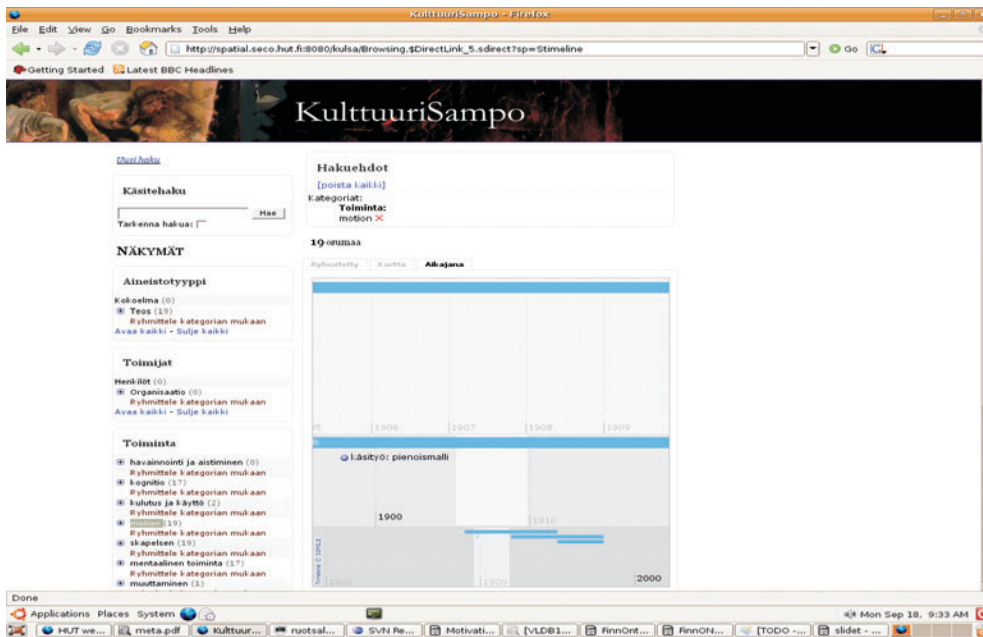 KulttuuriSampo - Firefox
File Edit View Go Bookmarks Tools Help
http://spatial.seco.hut.fi:8080/kulsa/Browsing.$DirectLink_5.sdirect?sp=Stimeline
Go
Getting Started Latest BBC Headlines
KulttuuriSampo
Uusi haku
Käsitehaku
Hae
Tarkenna hakua:
NÄKYMÄT
Aineistotyyppi
Kokoelma (0)
Teos (19)
Ryhmittele kategorian mukaan
Avaa kaikki - Sulje kaikki
Toimijat
Henkilöt (0)
Organisaatio (0)
Ryhmittele kategorian mukaan
Avaa kaikki - Sulje kaikki
Toiminta
havainnointi ja aistiminen (0)
Ryhmittele kategorian mukaan
kognitio (17)
Ryhmittele kategorian mukaan
kulutus ja käyttö (2)
Ryhmittele kategorian mukaan
motion (19)
Ryhmittele kategorian mukaan
skapelsen (19)
Ryhmittele kategorian mukaan
mentaalinen toiminta (17)
Ryhmittele kategorian mukaan
muuttaminen (1)
Hakuehdot
[poista kaikki]
Kategoriat:
Toiminta:
motion
19 osumaa
Ryhmitelty Kartta Aikajana
1906 1907 1908 1909
käsityö: pienoismalli
1900 1910
Timeline © SIMILE
1800 1900 2000
Done
Applications Places System Mon Sep 18, 9:33 AM
HUT we... meta.pdf Kulttuur... ruotsal... SVN Re... Motivati... [VLDB1... FinnOnt... FinnON... [TODO -... slidet -...